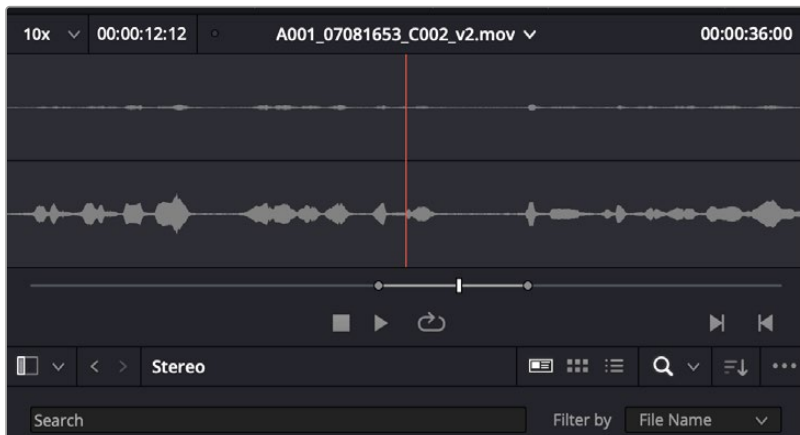 10x 00:00:12:12 A001_07081653_C002_v2.mov 00:00:36:00
Stereo
Search Filter by File Name